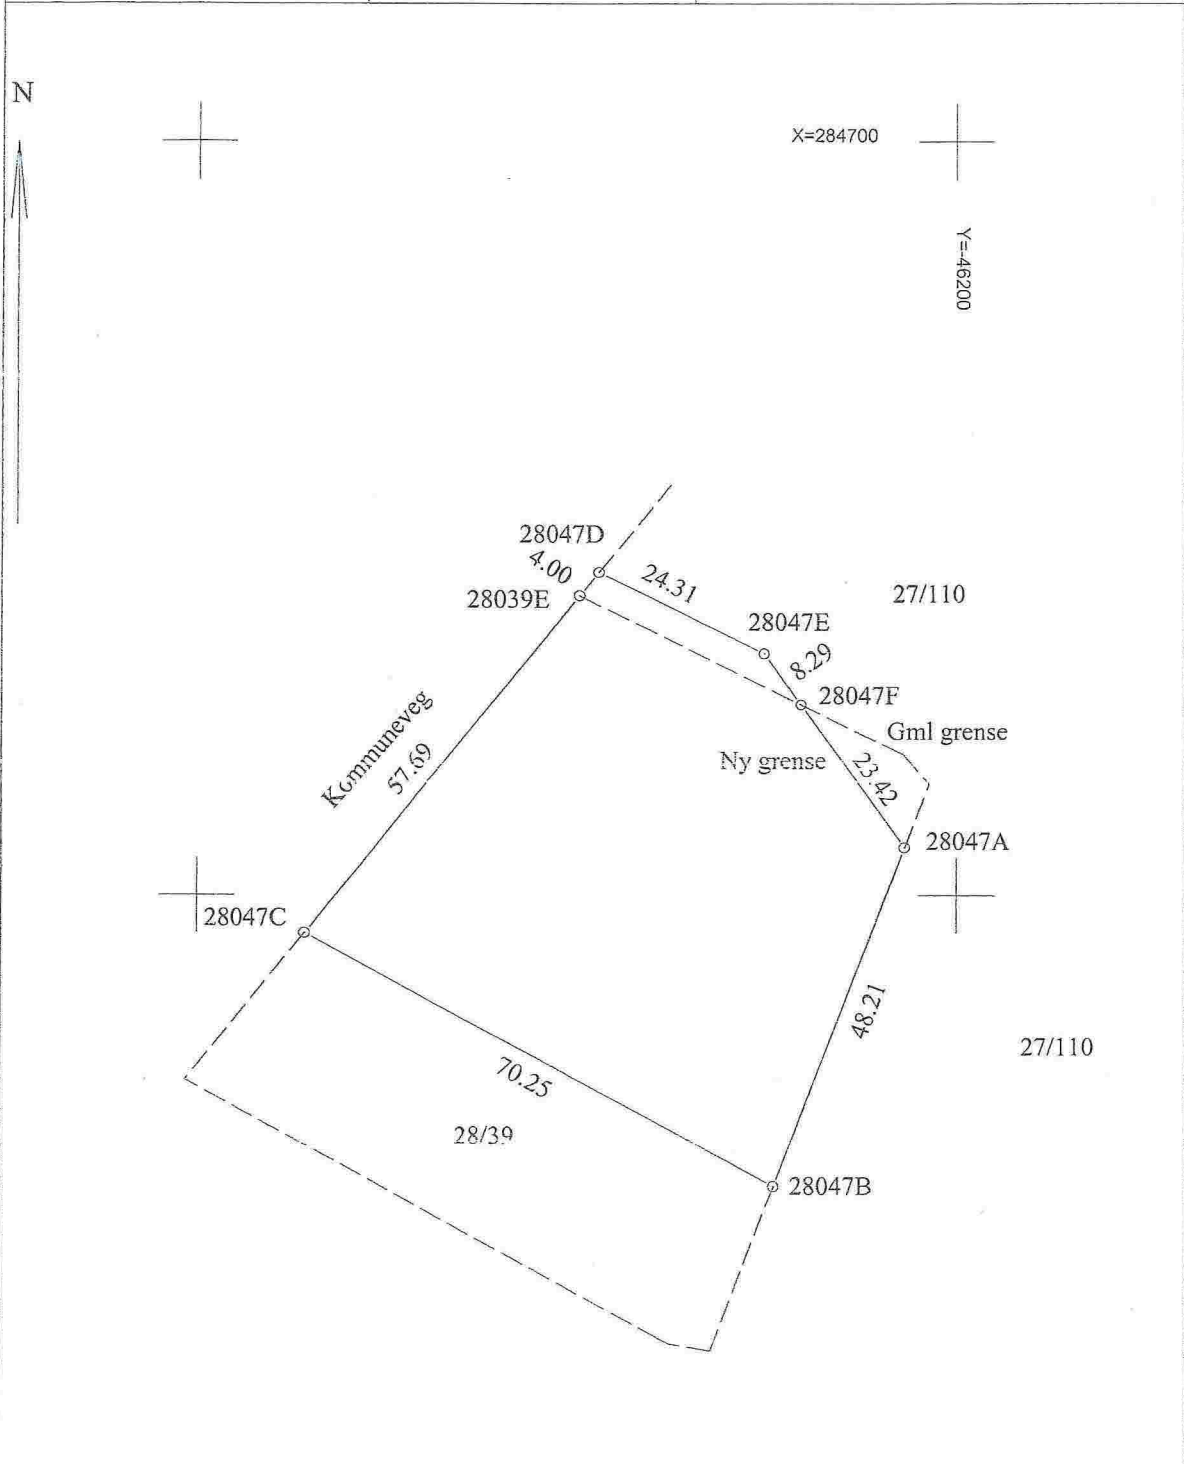 N
X=284700
Y=-46200
28047D
4.00
24.31
28039E
27/110
28047E
8.29
28047F
Gml grense
Ny grense
23.42
Kommuneveg
57.69
28047A
28047C
48.21
27/110
70.25
28/39
28047B